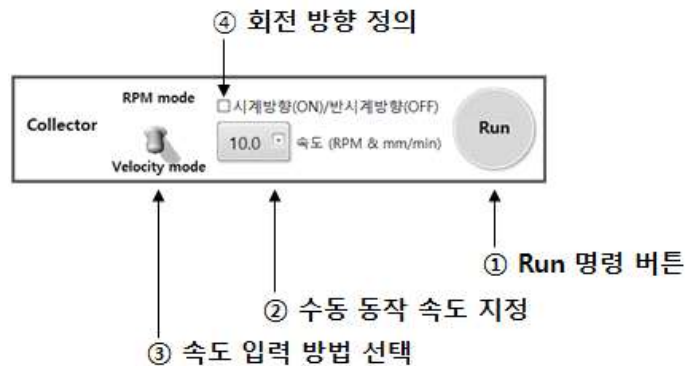 ④ 회전 방향 정의
RPM mode
시계방향(ON)/반시계방향(OFF)
Collector
10.0
속도 (RPM & mm/min)
Run
Velocity mode
① Run 명령 버튼
② 수동 동작 속도 지정
③ 속도 입력 방법 선택